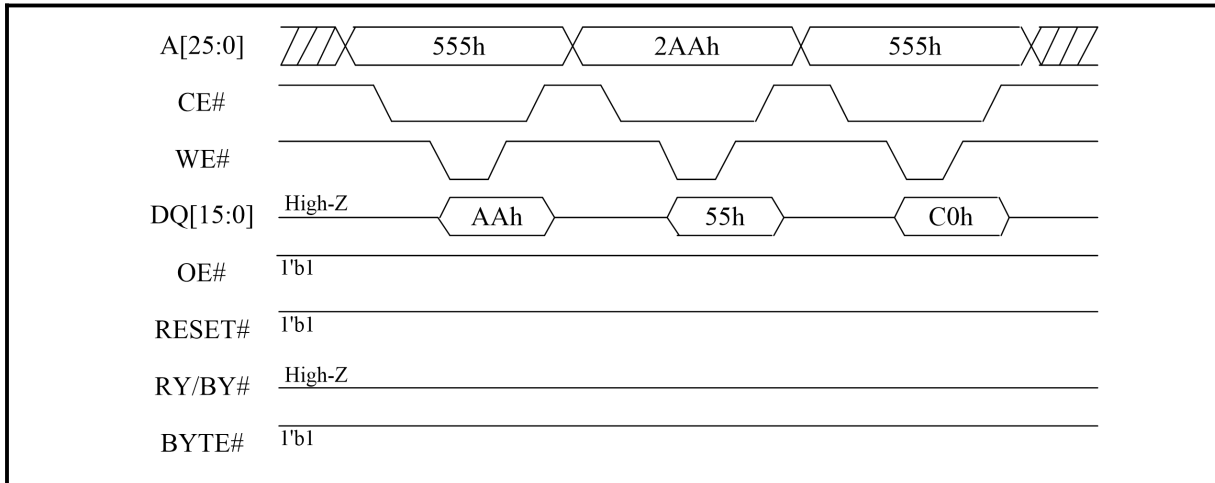 A[25:0] 555h 2AAh 555h
CE#
WE#
DQ[15:0] High-Z AAh 55h C0h
OE# 1'b1
RESET# 1'b1
RY/BY# High-Z
BYTE# 1'b1